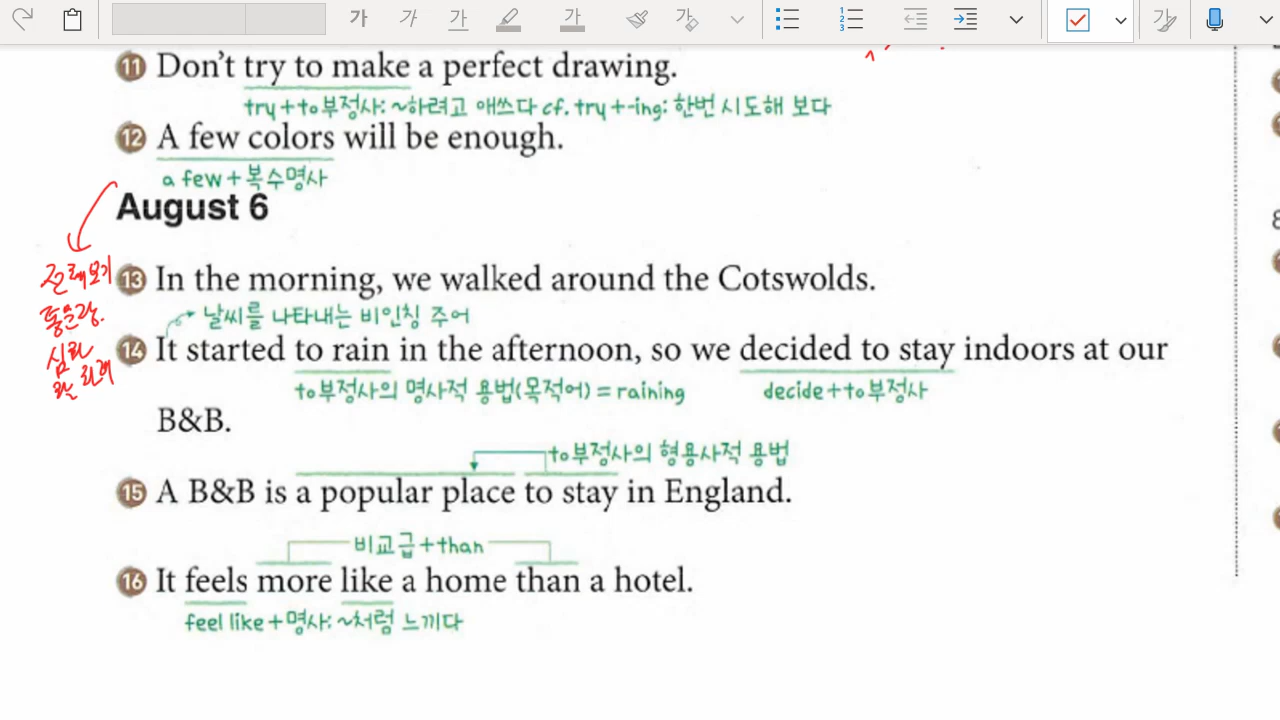 가 가 가 가 가
⑪ Don't try to make a perfect drawing.
try+to부정사: ~하려고 애쓰다 cf. try+-ing: 한번 시도해 보다
⑫ A few colors will be enough.
a few+복수명사
August 6
⑬ In the morning, we walked around the Cotswolds.
날씨를 나타내는 비인칭 주어
⑭ It started to rain in the afternoon, so we decided to stay indoors at our
to부정사의 명사적 용법(목적어) = raining decide+to부정사
B&B.
to부정사의 형용사적 용법
⑮ A B&B is a popular place to stay in England.
비교급+than
⑯ It feels more like a home than a hotel.
feel like+명사: ~처럼 느끼다